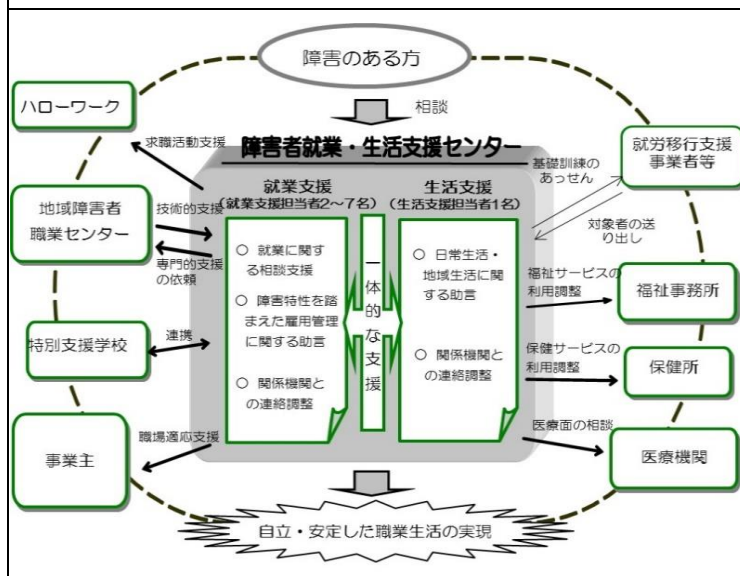 障害のある方
相談
ハローワーク
求職活動支援
障害者就業・生活支援センター
基礎訓練の
あっせん
就労移行支援
事業者等
対象者の送
り出し
地域障害者
職業センター
技術的支援
専門的支援
の依頼
就業支援
(就業支援担当者2〜7名)
生活支援
(生活支援担当者1名)
○ 就業に関す
る相談支援
○ 障害特性を踏
まえた雇用管理
に関する助言
○ 関係機関と
の連絡調整
一体的な支援
○ 日常生活・
地域生活に関
する助言
○ 関係機関と
の連絡調整
福祉サービスの
利用調整
福祉事務所
特別支援学校
連携
保健サービスの
利用調整
保健所
事業主
職場適応支援
医療面の相談
医療機関
自立・安定した職業生活の実現